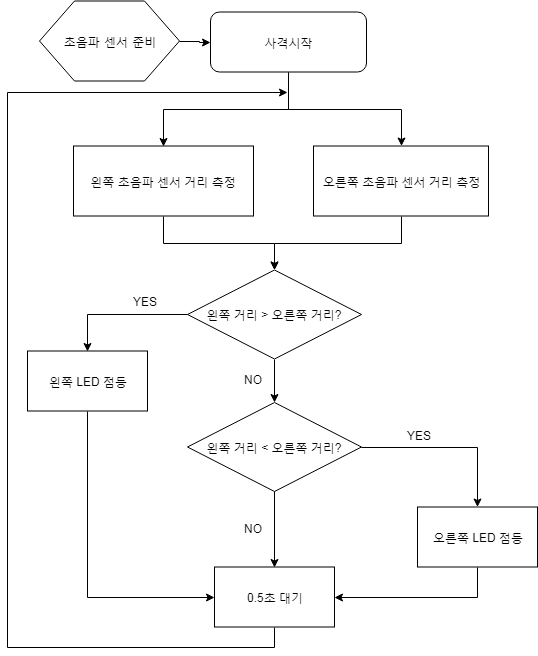 초음파 센서 준비
사격시작
왼쪽 초음파 센서 거리 측정
오른쪽 초음파 센서 거리 측정
왼쪽 거리 > 오른쪽 거리?
YES
왼쪽 LED 점등
NO
왼쪽 거리 < 오른쪽 거리?
YES
NO
오른쪽 LED 점등
0.5초 대기